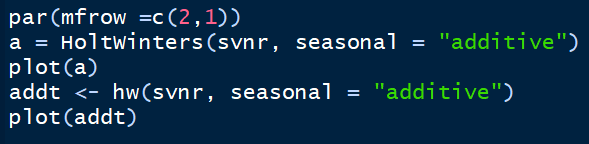 par(mfrow =c(2,1))
a = HoltWinters(svnr, seasonal = "additive")
plot(a)
addt <- hw(svnr, seasonal = "additive")
plot(addt)